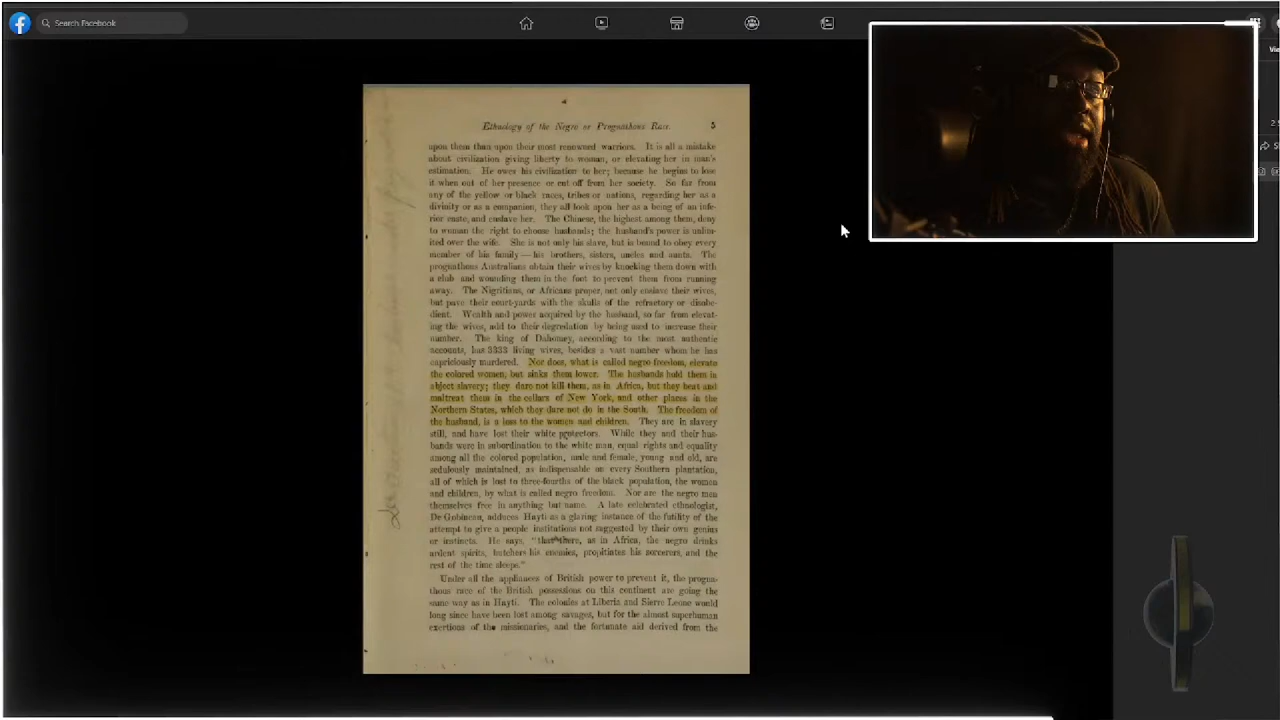 Search Facebook
Ethnology of the Negro or Prognathous Race. 5
upon them than upon their most renowned warriors. It is all a mistake
about civilization giving liberty to woman, or elevating her in man's
estimation. He owes his civilization to her; because he begins to lose
it when out of her presence or cut off from her society. So far from
any of the yellow or black races, tribes or nations, regarding her as a
divinity or as a companion, they all look upon her as a being of an infe-
rior caste, and enslave her. The Chinese, the highest among them, deny
to woman the right to choose husbands; the husband's power is unlim-
ited over the wife. She is not only his slave, but is bound to obey every
member of his family — his brothers, sisters, uncles and aunts. The
prognathous Australians obtain their wives by knocking them down with
a club and wounding them in the foot to prevent them from running
away. The Nigritians, or Africans proper, not only enslave their wives,
but pave their court-yards with the skulls of the refractory or disobe-
dient. Wealth and power acquired by the husband, so far from elevat-
ing the wives, add to their degredation by being used to increase their
number. The king of Dahomey, according to the most authentic
accounts, has 3333 living wives, besides a vast number whom he has
capriciously murdered. Nor does, what is called negro freedom, elevate
the colored women, but sinks them lower. The husbands hold them in
abject slavery; they dare not kill them, as in Africa, but they beat and
maltreat them in the cellars of New York, and other places in the
Northern States, which they dare not do in the South. The freedom of
the husband, is a loss to the women and children. They are in slavery
still, and have lost their white protectors. While they and their hus-
bands were in subordination to the white man, equal rights and equality
among all the colored population, male and female, young and old, are
sedulously maintained, as indispensable on every Southern plantation,
all of which is lost to three-fourths of the black population, the women
and children, by what is called negro freedom. Nor are the negro men
themselves free in anything but name. A late celebrated ethnologist,
De Gobineau, adduces Hayti as a glaring instance of the futility of the
attempt to give a people institutions not suggested by their own genius
or instincts. He says, "that there, as in Africa, the negro drinks
ardent spirits, butchers his enemies, propitiates his sorcerers, and the
rest of the time sleeps."
Under all the appliances of British power to prevent it, the progna-
thous race of the British possessions on this continent are going the
same way as in Hayti. The colonies at Liberia and Sierre Leone would
long since have been lost among savages, but for the almost superhuman
exertions of the missionaries, and the fortunate aid derived from the